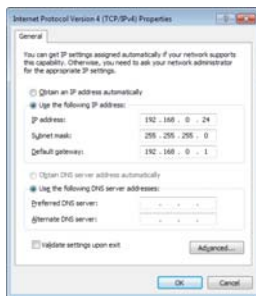 Internet Protocol Version 4 (TCP/IPv4) Properties
General
You can get IP settings assigned automatically if your network supports
this capability. Otherwise, you need to ask your network administrator
for the appropriate IP settings.
Obtain an IP address automatically
Use the following IP address:
IP address: 192 . 168 . 0 . 24
Subnet mask: 255 . 255 . 255 . 0
Default gateway: 192 . 168 . 0 . 1
Obtain DNS server address automatically
Use the following DNS server addresses:
Preferred DNS server: . . .
Alternate DNS server: . . .
Validate settings upon exit
Advanced...
OK Cancel